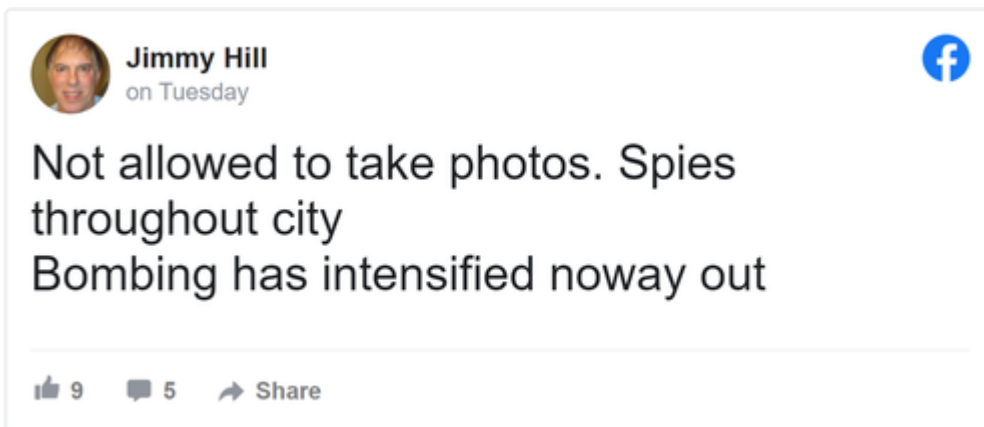 Jimmy Hill
on Tuesday
Not allowed to take photos. Spies
throughout city
Bombing has intensified noway out
9 5 Share